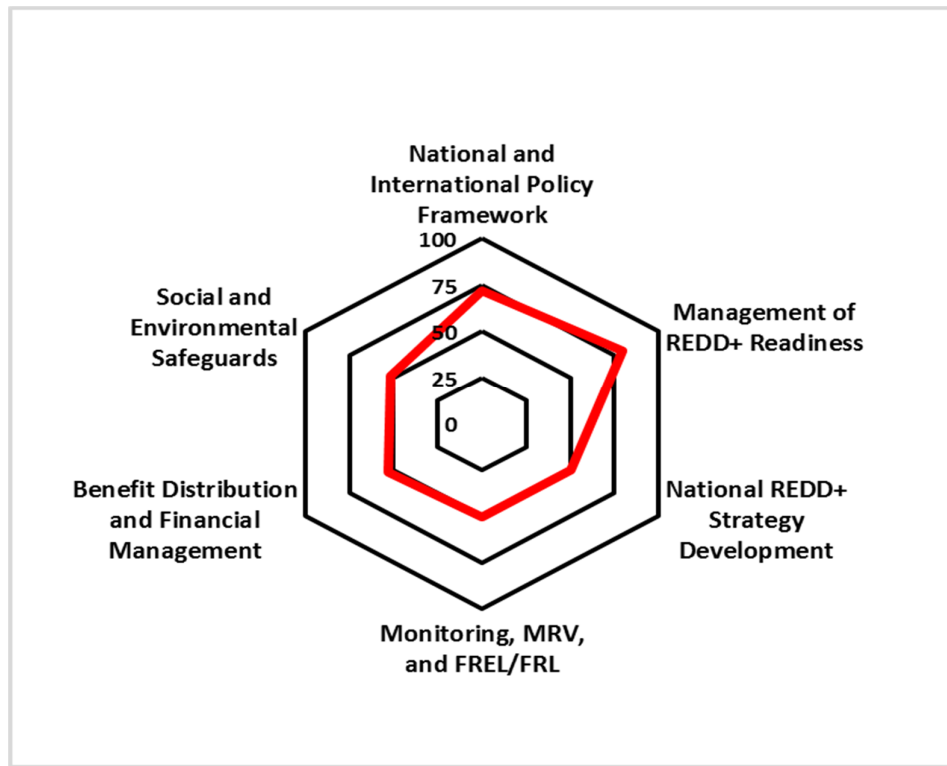 National and
International Policy
Framework
100
75
50
25
0
Management of
REDD+ Readiness
National REDD+
Strategy
Development
Monitoring, MRV,
and FREL/FRL
Benefit Distribution
and Financial
Management
Social and
Environmental
Safeguards